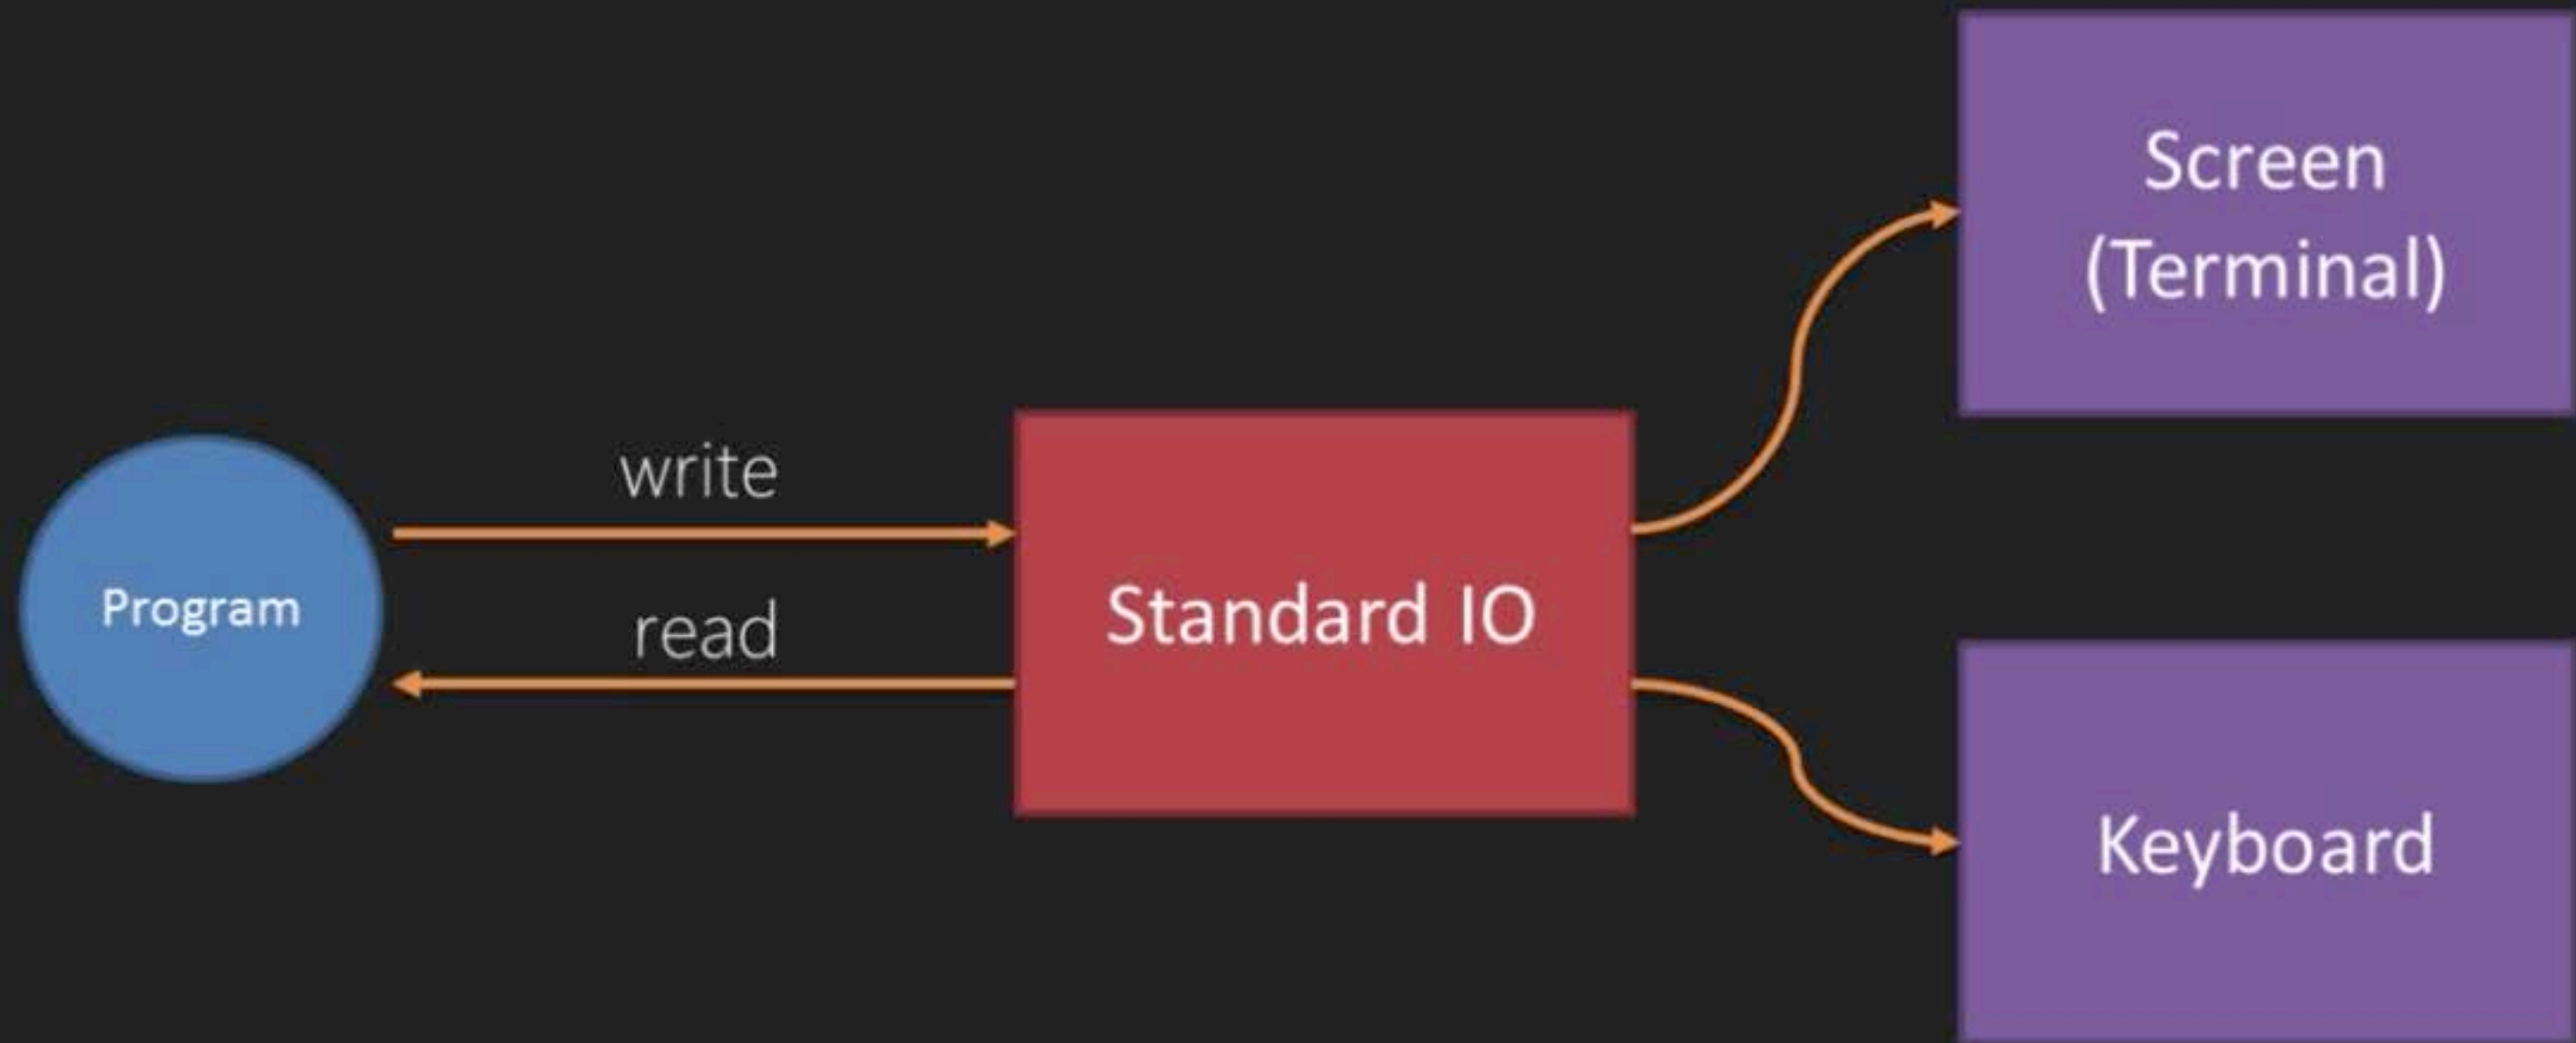 Screen
(Terminal)
write
Program
read
Standard IO
Keyboard